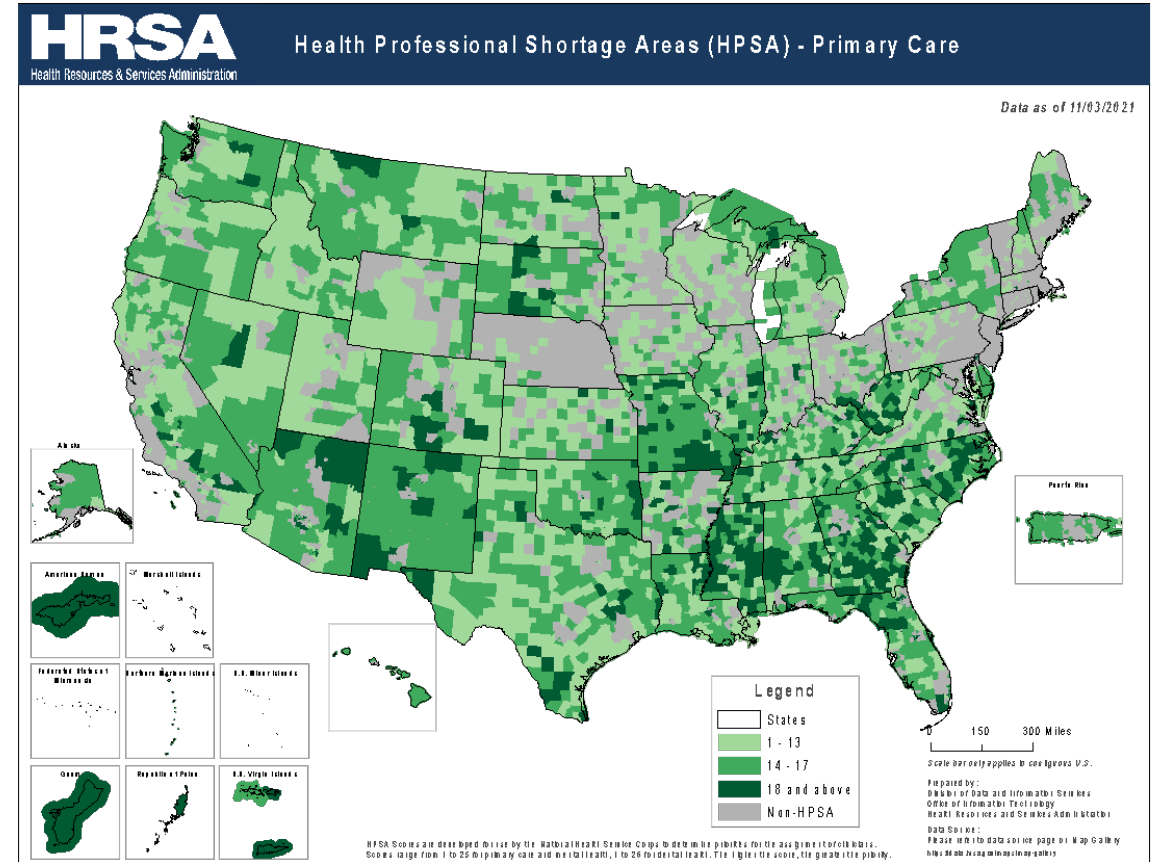 HRSA
Health Resources & Services Administration
Health Professional Shortage Areas (HPSA) - Primary Care
Data as of 11/03/2021
Alaska
Puerto Rico
American Samoa
Marshall Islands
Federated States of
Micronesia
Northern Mariana Islands
U.S. Minor Islands
Guam
Republic of Palau
U.S. Virgin Islands
Legend
States
1 - 13
14 - 17
18 and above
Non-HPSA
0 150 300 Miles
Scale bar only applies to contiguous U.S.
Prepared by:
Division of Data and Information Services
Office of Information Technology
Health Resources and Services Administration
Data Source:
Please refer to data source page on Map Gallery
HPSA Scores are developed for use by the National Health Service Corps to determine priorities for the assignment of clinicians.
Scores range from 1 to 25 for primary care and mental health, 1 to 26 for dental health. The higher the score, the greater the priority.